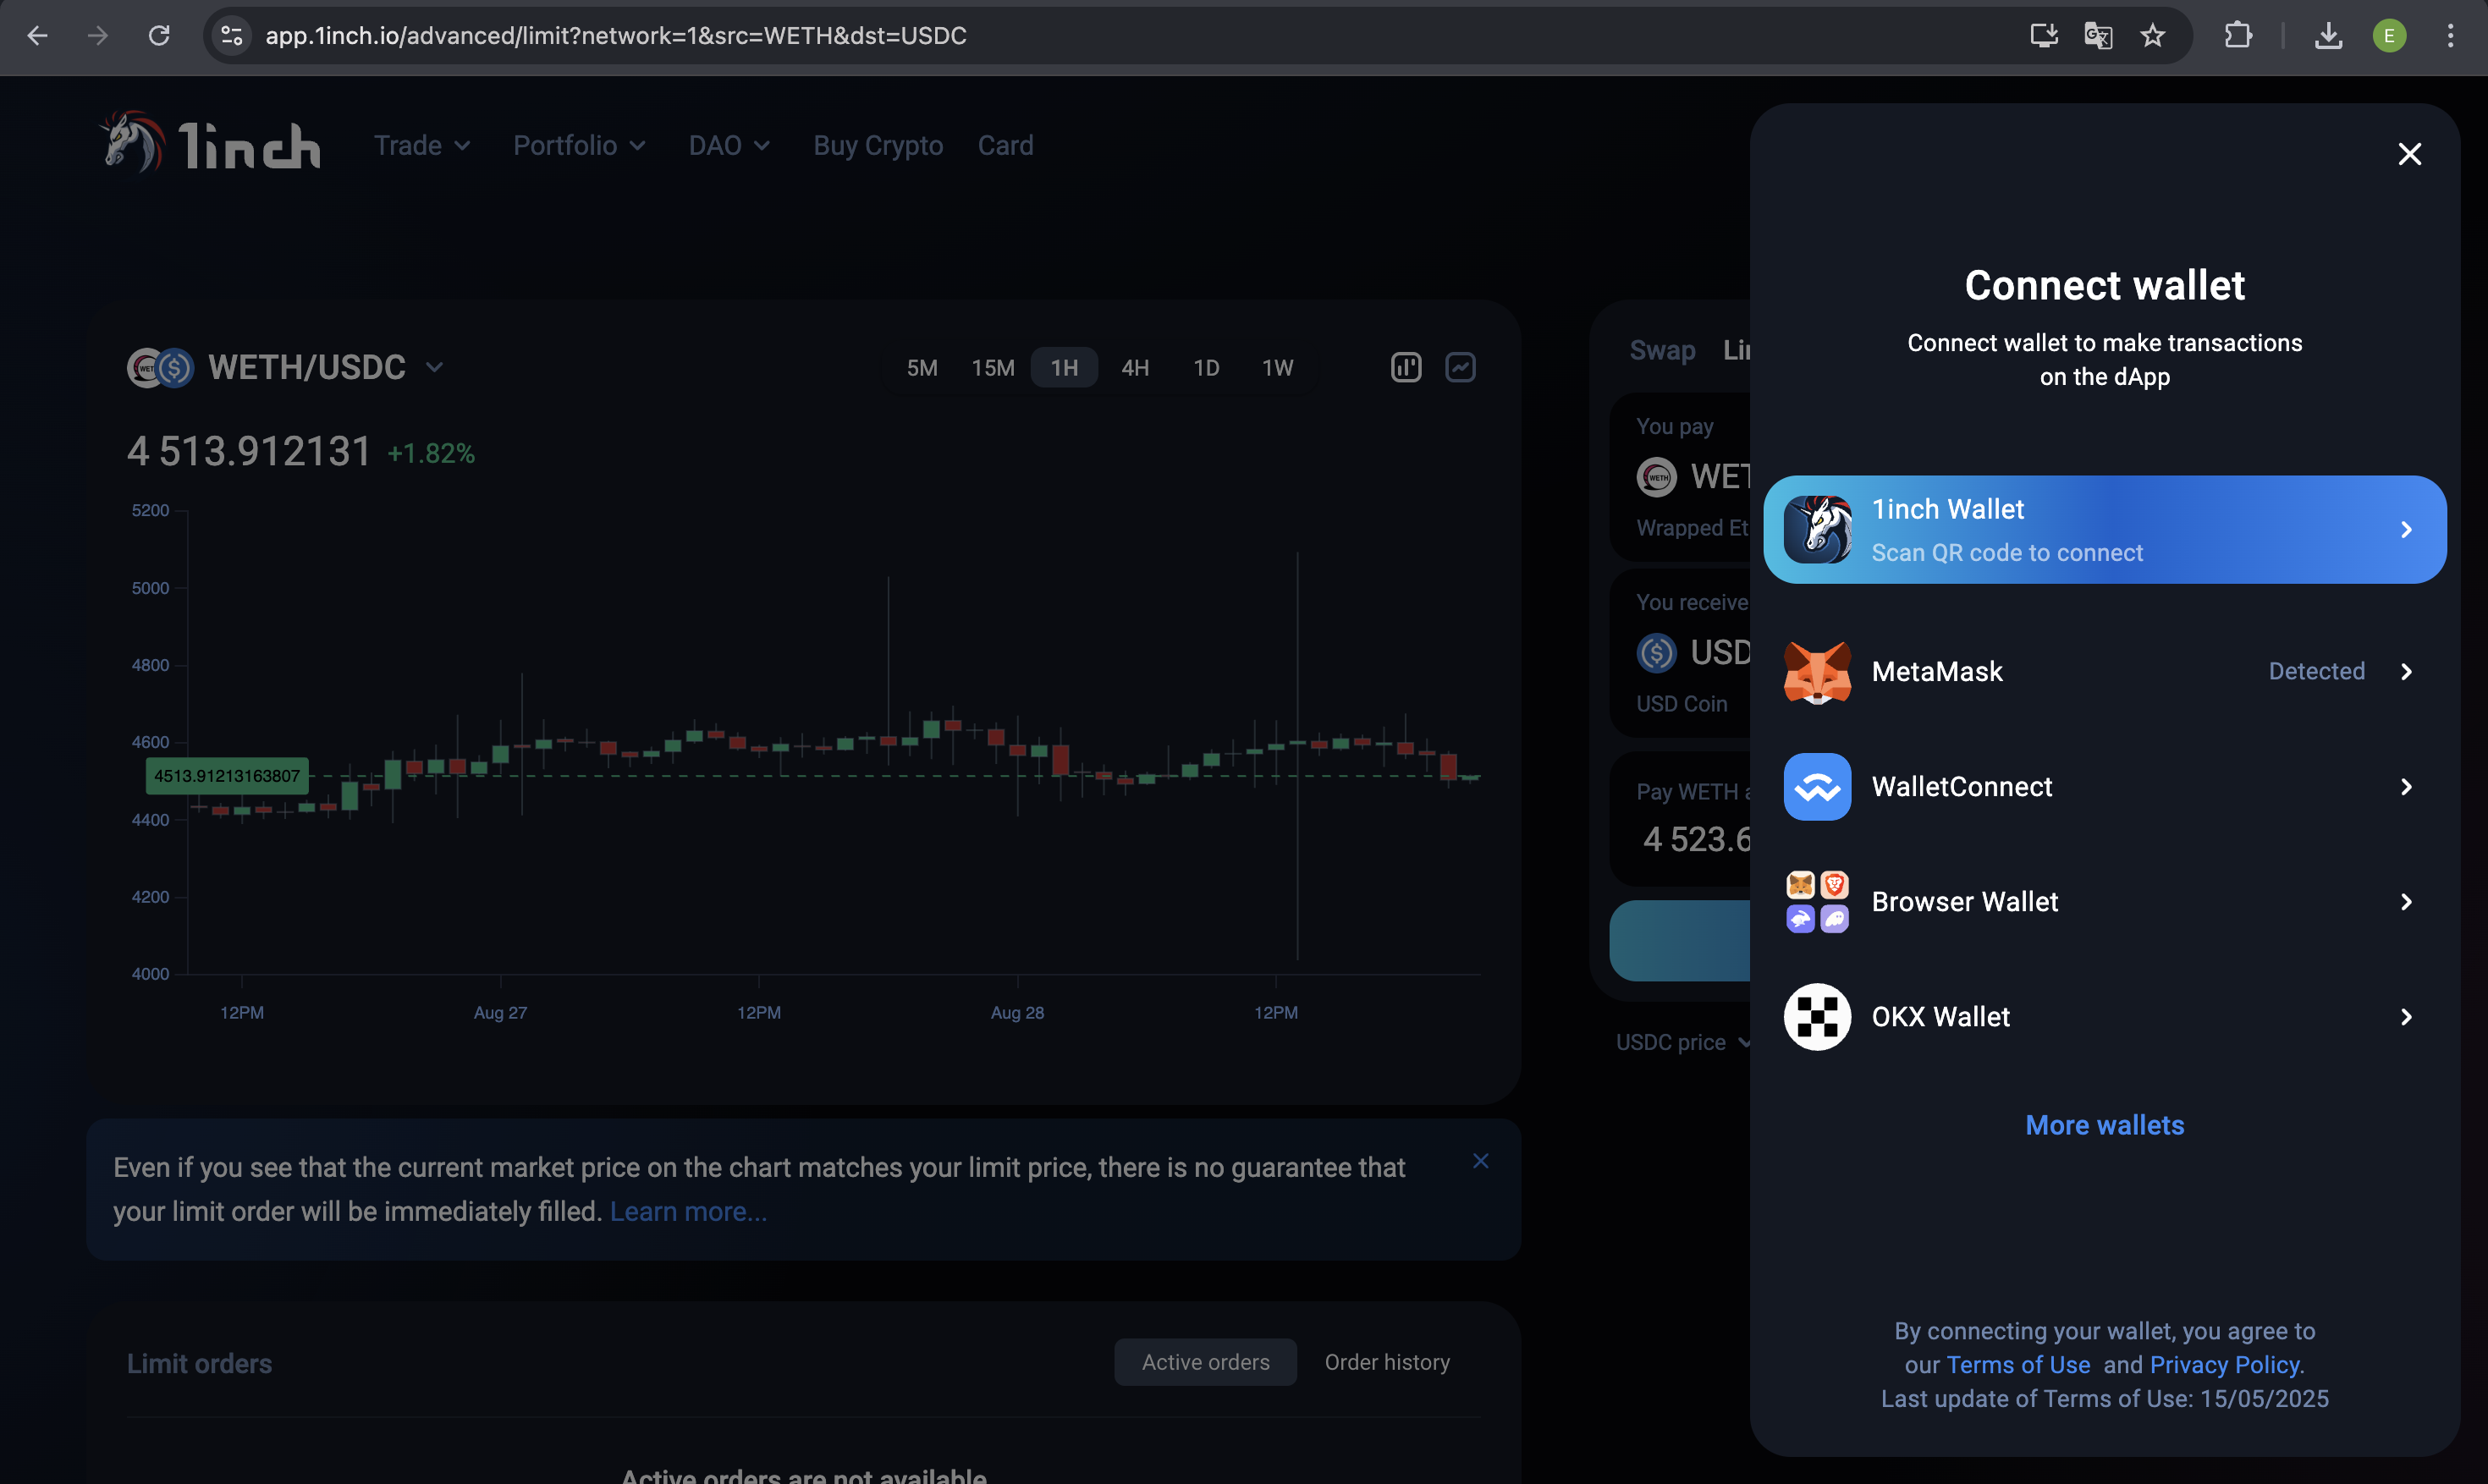 app.1inch.io/advanced/limit?network=1&src=WETH&dst=USDC
E
1inch
Trade
Portfolio
DAO
Buy Crypto
Card
WETH/USDC
5M
15M
1H
4H
1D
1W
4 513.912131 +1.82%
5200
5000
4800
4600
4513.91213163807
4400
4200
4000
12PM
Aug 27
12PM
Aug 28
12PM
Even if you see that the current market price on the chart matches your limit price, there is no guarantee that
your limit order will be immediately filled. Learn more...
Limit orders
Active orders
Order history
Active orders are not available
Swap
You pay
WETH
Wrapped Et
You receive
USD
USD Coin
Pay WETH a
4 523.6
USDC price
Connect wallet
Connect wallet to make transactions
on the dApp
1inch Wallet
Scan QR code to connect
MetaMask
Detected
WalletConnect
Browser Wallet
OKX Wallet
More wallets
By connecting your wallet, you agree to
our Terms of Use and Privacy Policy.
Last update of Terms of Use: 15/05/2025